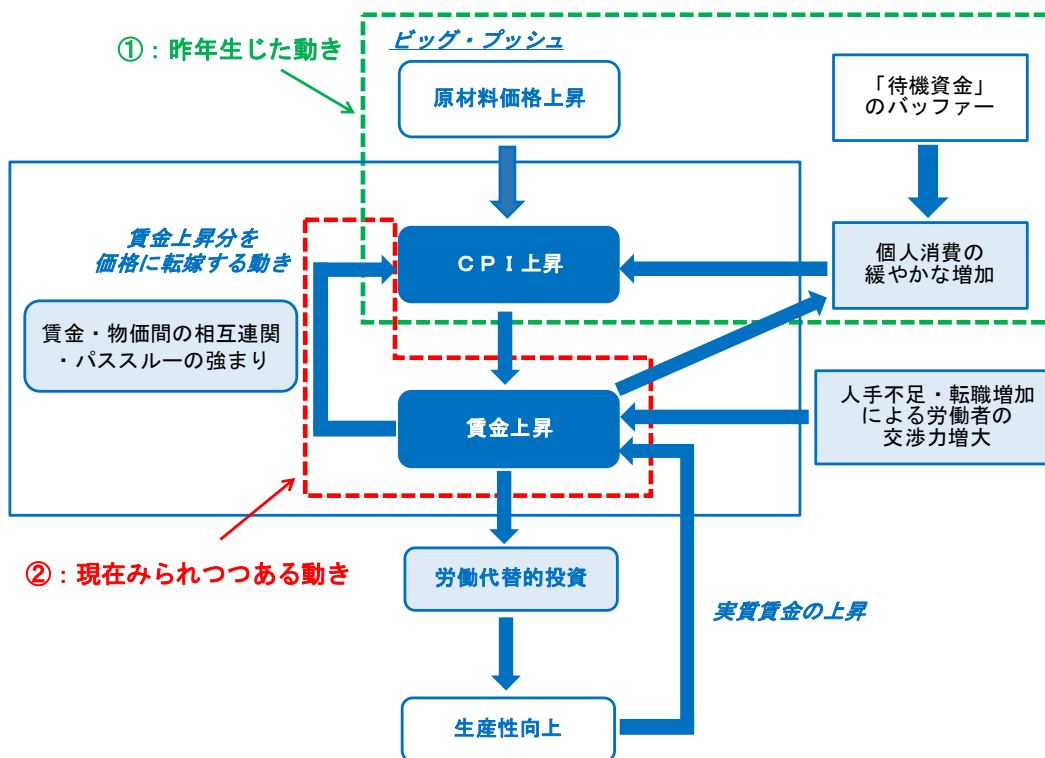 ①：昨年生じた動き
ビッグ・プッシュ
原材料価格上昇
「待機資金」
のバッファー
賃金上昇分を
価格に転嫁する動き
ＣＰＩ上昇
個人消費の
緩やかな増加
賃金・物価間の相互連関
・パススルーの強まり
賃金上昇
人手不足・転職増加
による労働者の
交渉力増大
②：現在みられつつある動き
労働代替的投資
実質賃金の上昇
生産性向上